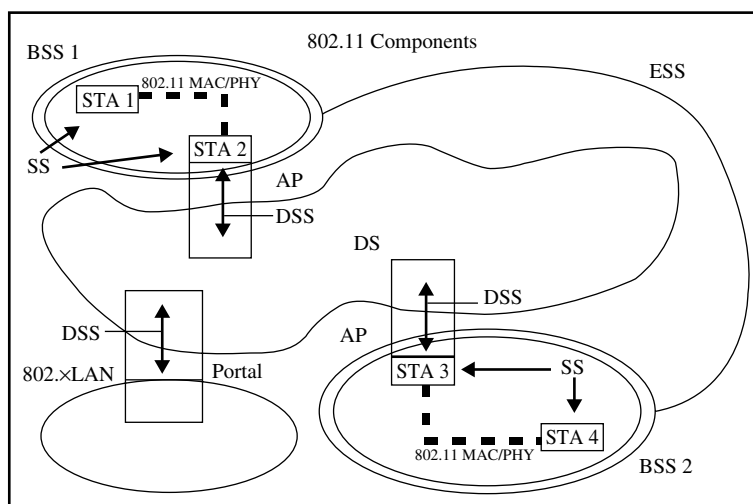 802.11 Components
BSS 1
ESS
802.11 MAC/PHY
STA 1
STA 2
SS
AP
DSS
DS
DSS
DSS
AP
802.×LAN
Portal
STA 3
SS
STA 4
802.11 MAC/PHY
BSS 2